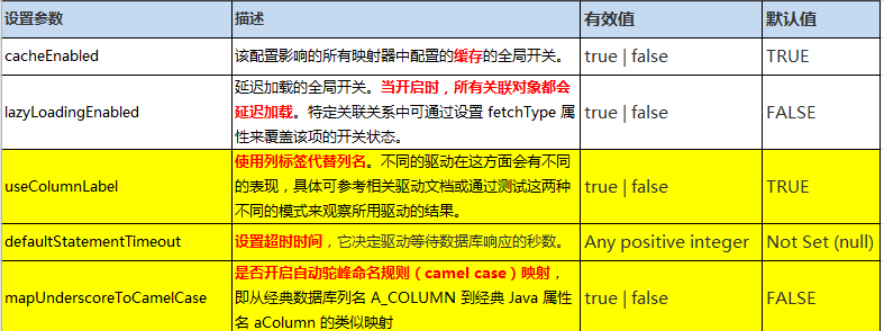 设置参数 描述 有效值 默认值
cacheEnabled 该配置影响的所有映射器中配置的缓存的全局开关。 true | false TRUE
延迟加载的全局开关。当开启时，所有关联对象都会
lazyLoadingEnabled 延迟加载。特定关联关系中可通过设置 fetchType 属 true | false FALSE
性来覆盖该项的开关状态。
使用列标签代替列名。不同的驱动在这方面会有不同
useColumnLabel 的表现，具体可参考相关驱动文档或通过测试这两种 true | false TRUE
不同的模式来观察所用驱动的结果。
defaultStatementTimeout 设置超时时间，它决定驱动等待数据库响应的秒数。 Any positive integer Not Set (null)
是否开启自动驼峰命名规则（camel case）映射，
mapUnderscoreToCamelCase 即从经典数据库列名 A_COLUMN 到经典 Java 属性 true | false FALSE
名 aColumn 的类似映射